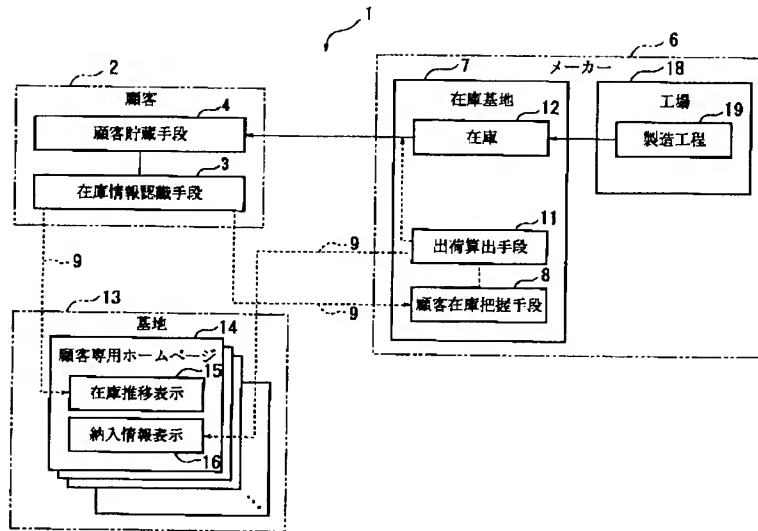 1
2
顧客
4
顧客貯蔵手段
3
在庫情報認識手段
6
メーカー
7
在庫基地
12
在庫
18
工場
19
製造工程
11
出荷算出手段
8
顧客在庫把握手段
9
9
9
13
基地
14
顧客専用ホームページ
15
在庫推移表示
納入情報表示
16